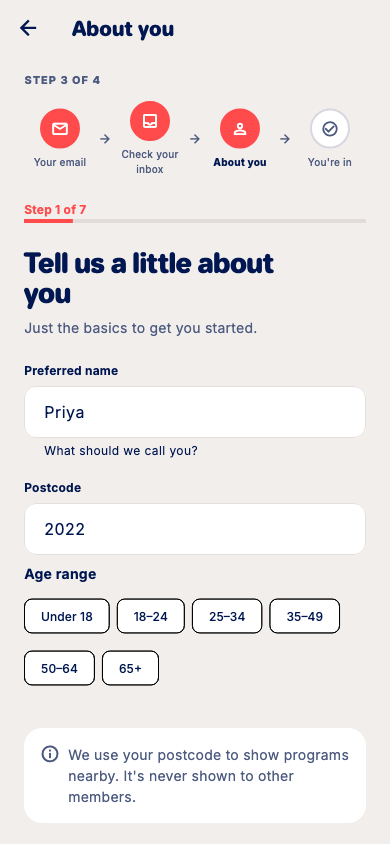 About you
STEP 3 OF 4
Your email
Check your
inbox
About you
You're in
Step 1 of 7
Tell us a little about
you
Just the basics to get you started.
Preferred name
Priya
What should we call you?
Postcode
2022
Age range
Under 18
18–24
25–34
35–49
50–64
65+
We use your postcode to show programs
nearby. It's never shown to other
members.